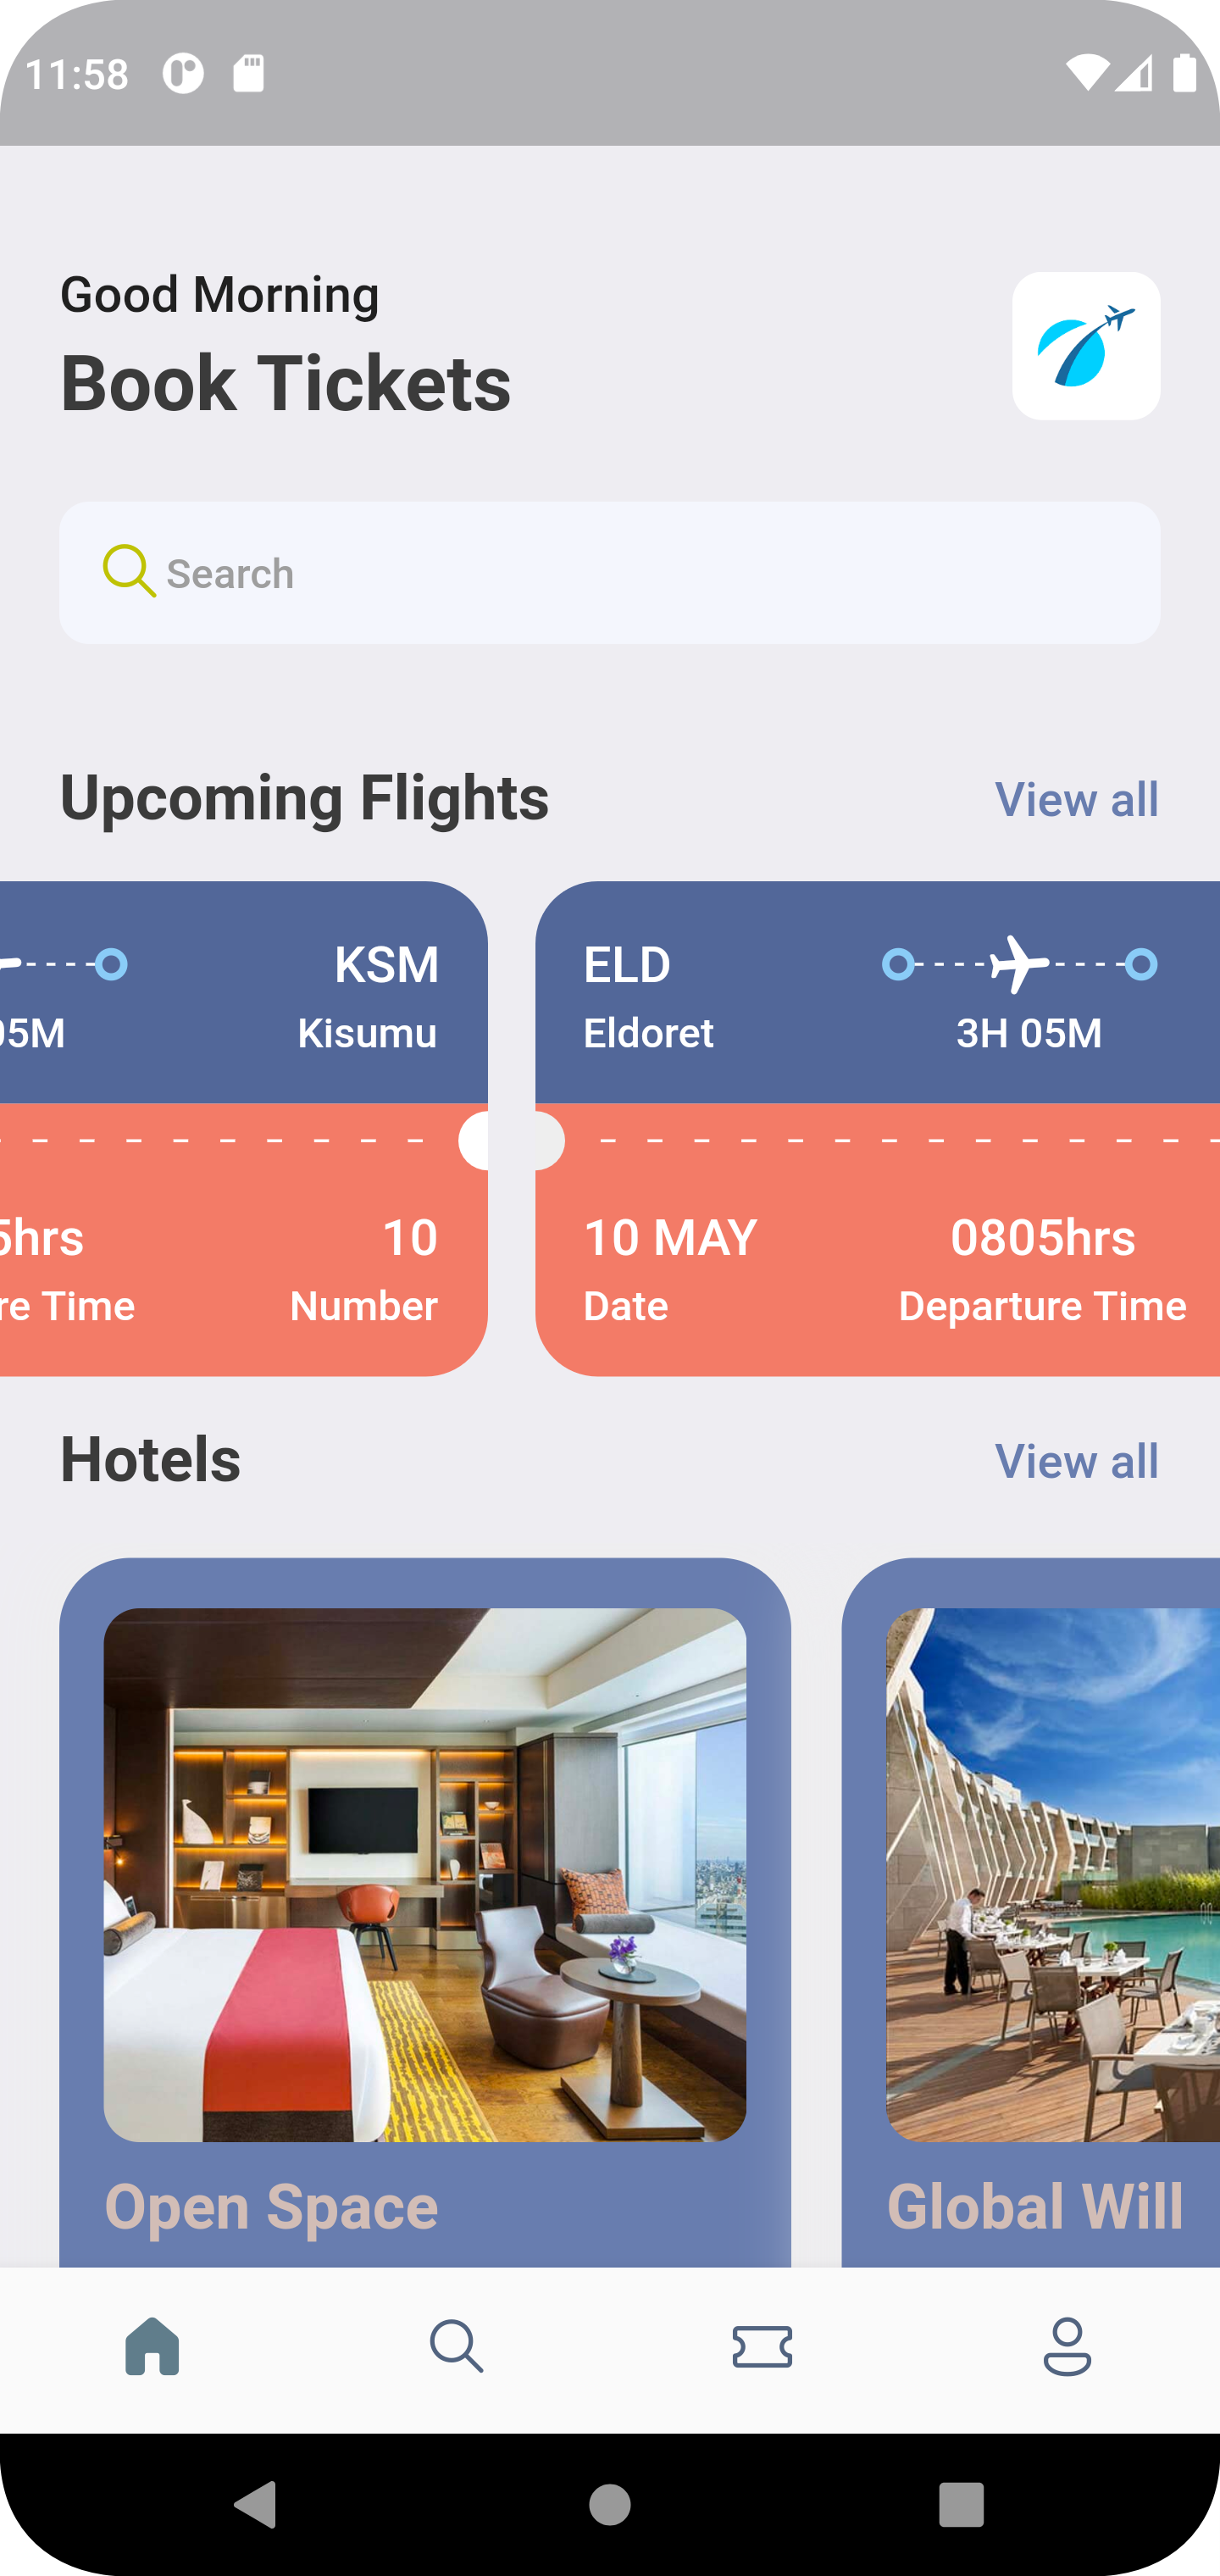 11:58
Good Morning
Book Tickets
Search
Upcoming Flights View all
KSM
05M Kisumu
5hrs 10
re Time Number
ELD
Eldoret 3H 05M
10 MAY 0805hrs
Date Departure Time
Hotels View all
Open Space
Global Will